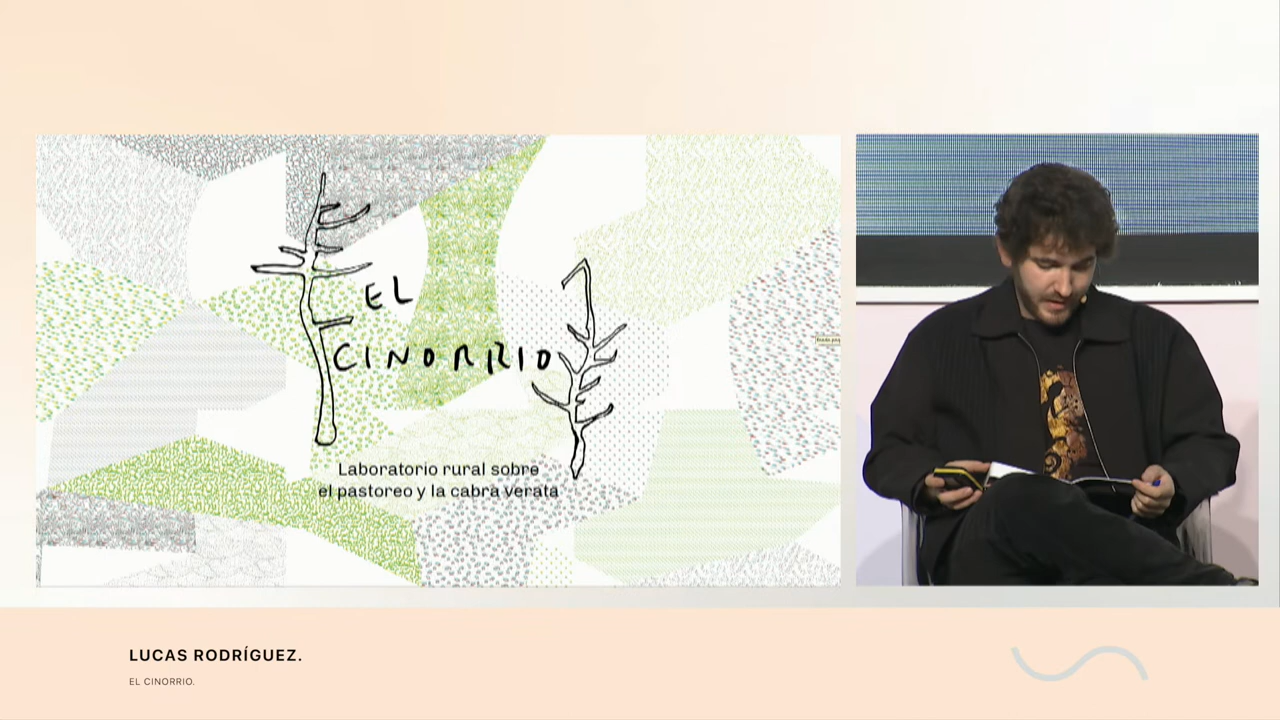 EL
CINORRIO
Laboratorio rural sobre
el pastoreo y la cabra verata
LUCAS RODRÍGUEZ.
EL CINORRIO.